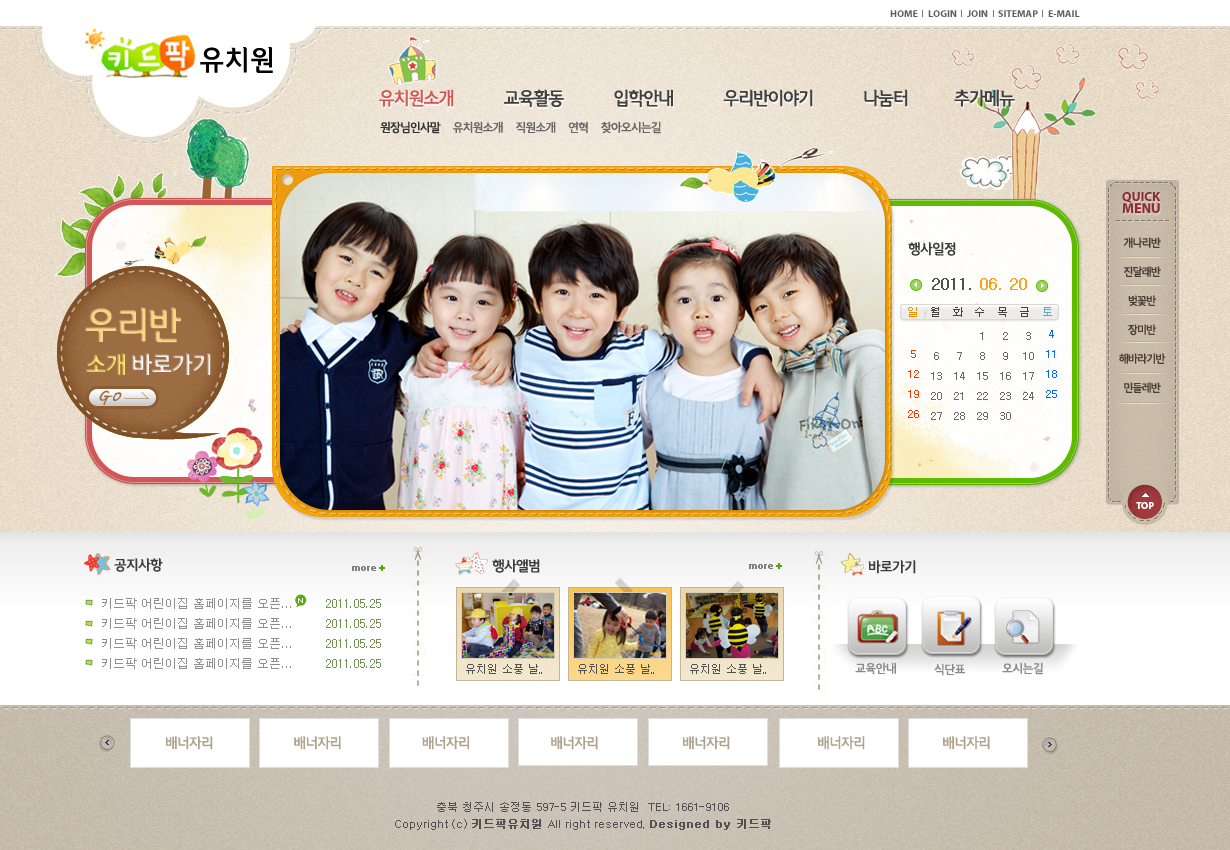 HOME | LOGIN | JOIN | SITEMAP | E-MAIL
키드팍 유치원
유치원소개 교육활동 입학안내 우리반이야기 나눔터 추가메뉴
원장님인사말 유치원소개 직원소개 연혁 찾아오시는길
우리반
소개 바로가기
GO
행사일정
2011. 06. 20
일 월 화 수 목 금 토
1 2 3 4
5 6 7 8 9 10 11
12 13 14 15 16 17 18
19 20 21 22 23 24 25
26 27 28 29 30
QUICK
MENU
개나리반
진달래반
벚꽃반
장미반
해바라기반
민들레반
TOP
공지사항
more +
키드팍 어린이집 홈페이지를 오픈... N 2011.05.25
키드팍 어린이집 홈페이지를 오픈... 2011.05.25
키드팍 어린이집 홈페이지를 오픈... 2011.05.25
키드팍 어린이집 홈페이지를 오픈... 2011.05.25
행사앨범
more +
유치원 소풍 날..
유치원 소풍 날..
유치원 소풍 날..
바로가기
ABC
교육안내 식단표 오시는길
배너자리 배너자리 배너자리 배너자리 배너자리 배너자리 배너자리
충북 청주시 송정동 597-5 키드팍 유치원 TEL: 1661-9106
Copyright (c) 키드팍유치원 All right reserved. Designed by 키드팍